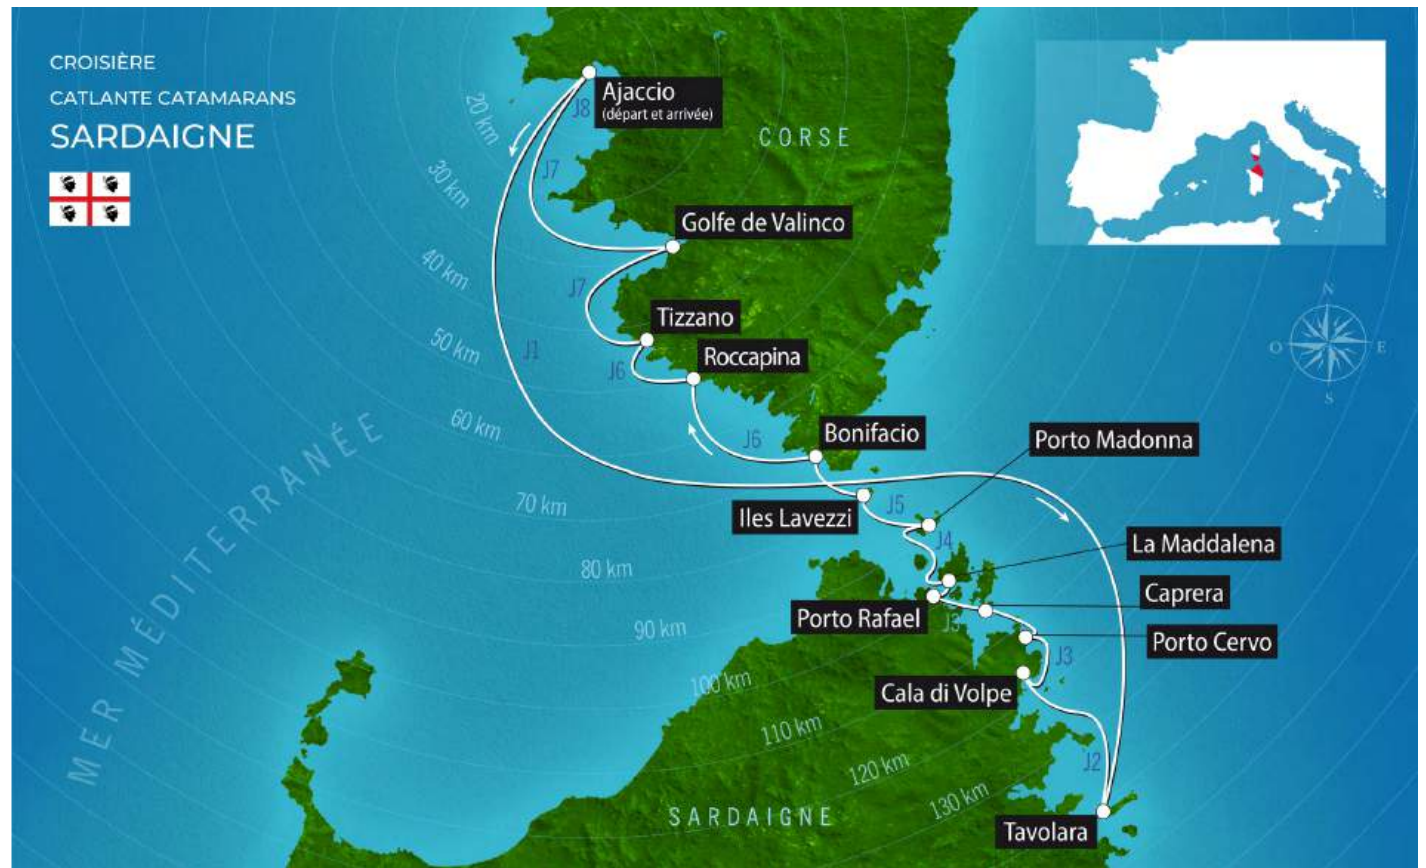 CROISIÈRE
CATLANTE CATAMARANS
SARDAIGNE
Ajaccio
(départ et arrivée)
J8
20 km
CORSE
J7
30 km
Golfe de Valinco
40 km
J7
Tizzano
50 km
J1
Roccapina
J6
N
O
E
S
60 km
J6
Bonifacio
Porto Madonna
MER MÉDITERRANÉE
70 km
Iles Lavezzi
J5
J4
La Maddalena
80 km
Caprera
90 km
Porto Rafael
J3
Porto Cervo
J3
100 km
Cala di Volpe
110 km
120 km
J2
130 km
SARDAIGNE
Tavolara